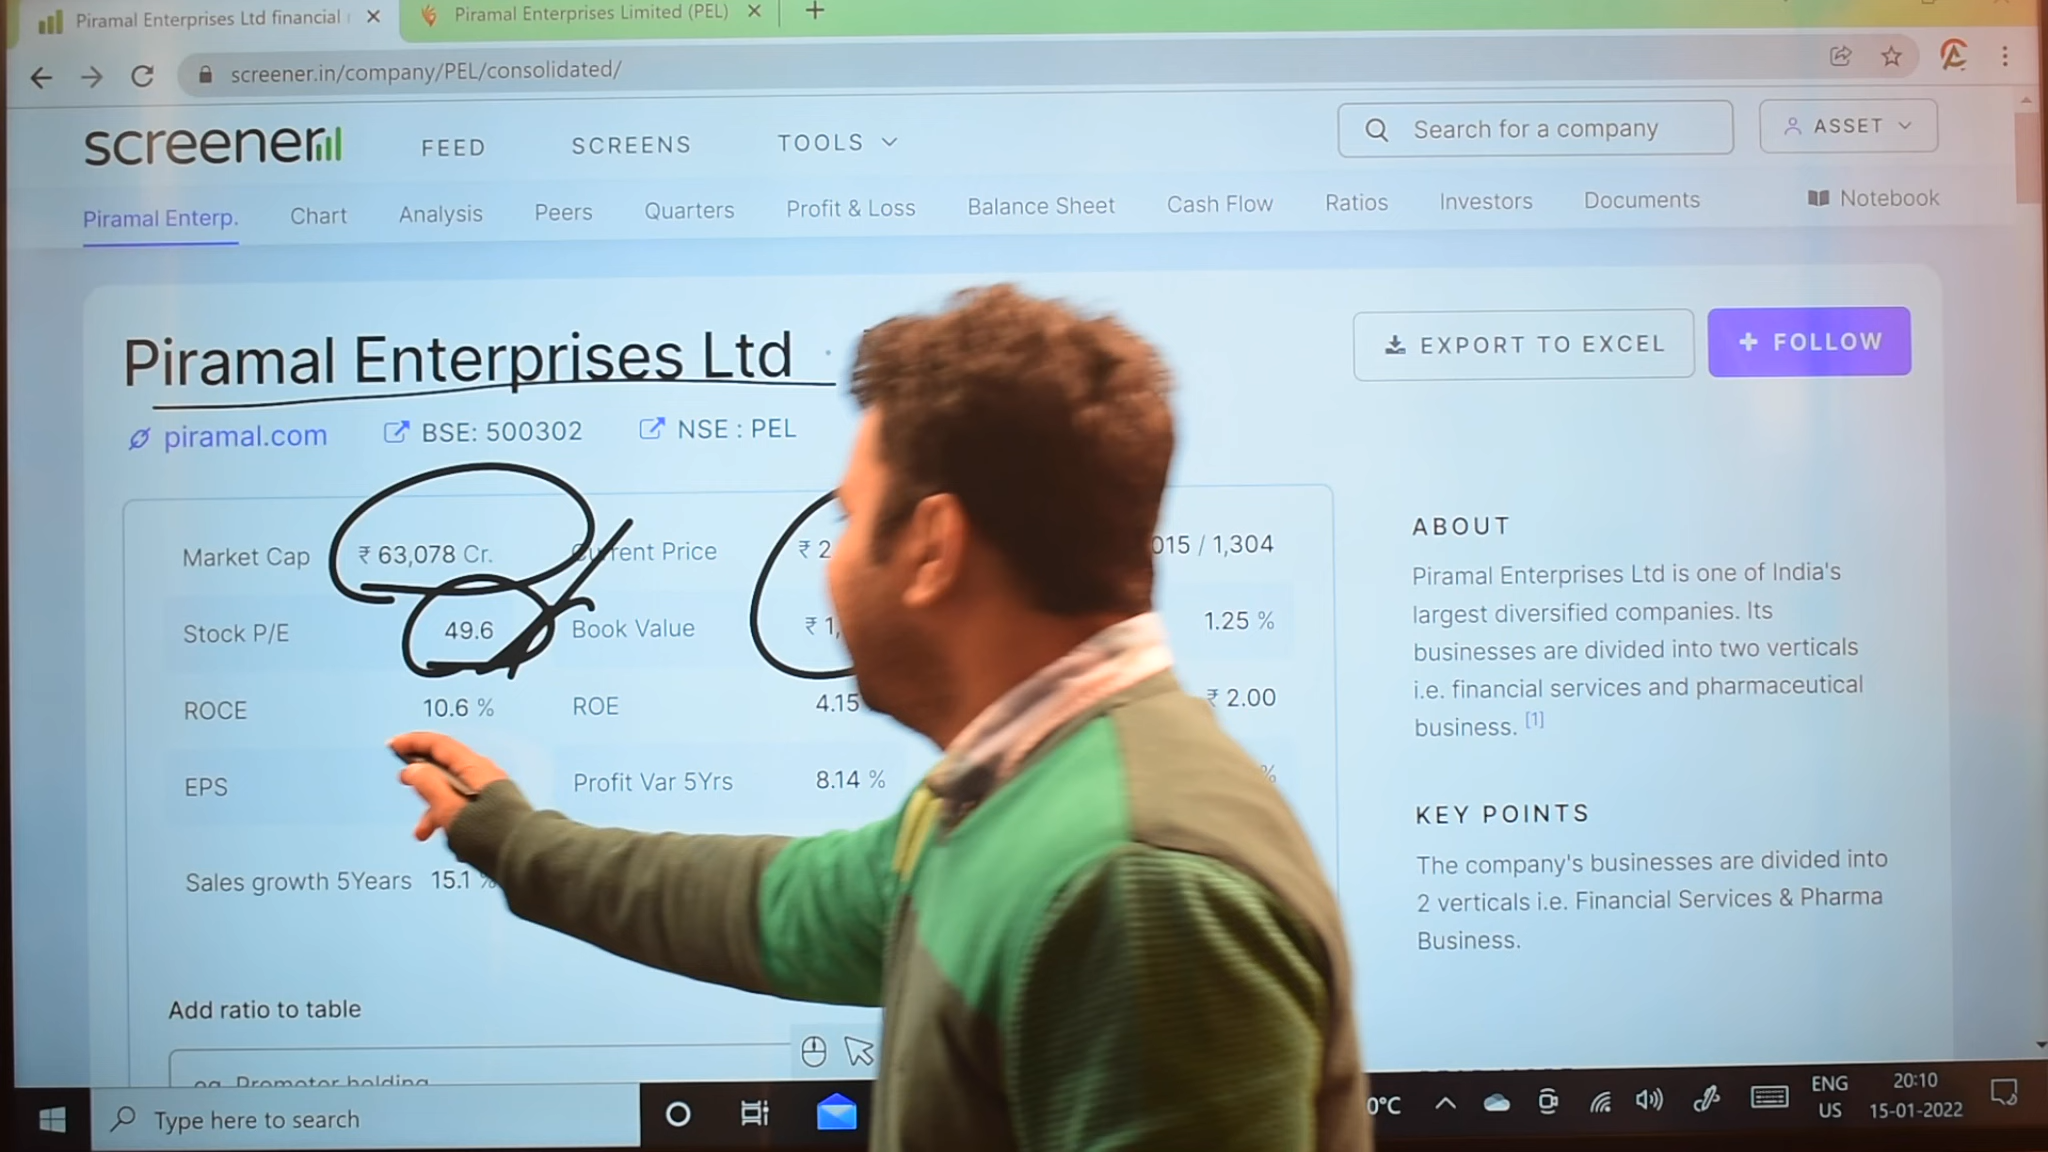 Piramal Enterprises Ltd financial
Piramal Enterprises Limited (PEL)
screener.in/company/PEL/consolidated/
screener
FEED
SCREENS
TOOLS
Search for a company
ASSET
Piramal Enterp.
Chart
Analysis
Peers
Quarters
Profit & Loss
Balance Sheet
Cash Flow
Ratios
Investors
Documents
Notebook
Piramal Enterprises Ltd
EXPORT TO EXCEL
+ FOLLOW
piramal.com
BSE: 500302
NSE : PEL
Market Cap ₹ 63,078 Cr.
Current Price ₹ 2
015 / 1,304
Stock P/E 49.6
Book Value ₹ 1,
1.25 %
ROCE 10.6 %
ROE 4.15
₹ 2.00
EPS
Profit Var 5Yrs 8.14 %
%
Sales growth 5Years 15.1 %
Add ratio to table
eg. Promoter holding
ABOUT
Piramal Enterprises Ltd is one of India's
largest diversified companies. Its
businesses are divided into two verticals
i.e. financial services and pharmaceutical
business. [1]
KEY POINTS
The company's businesses are divided into
2 verticals i.e. Financial Services & Pharma
Business.
Type here to search
0°C
ENG
US
20:10
15-01-2022